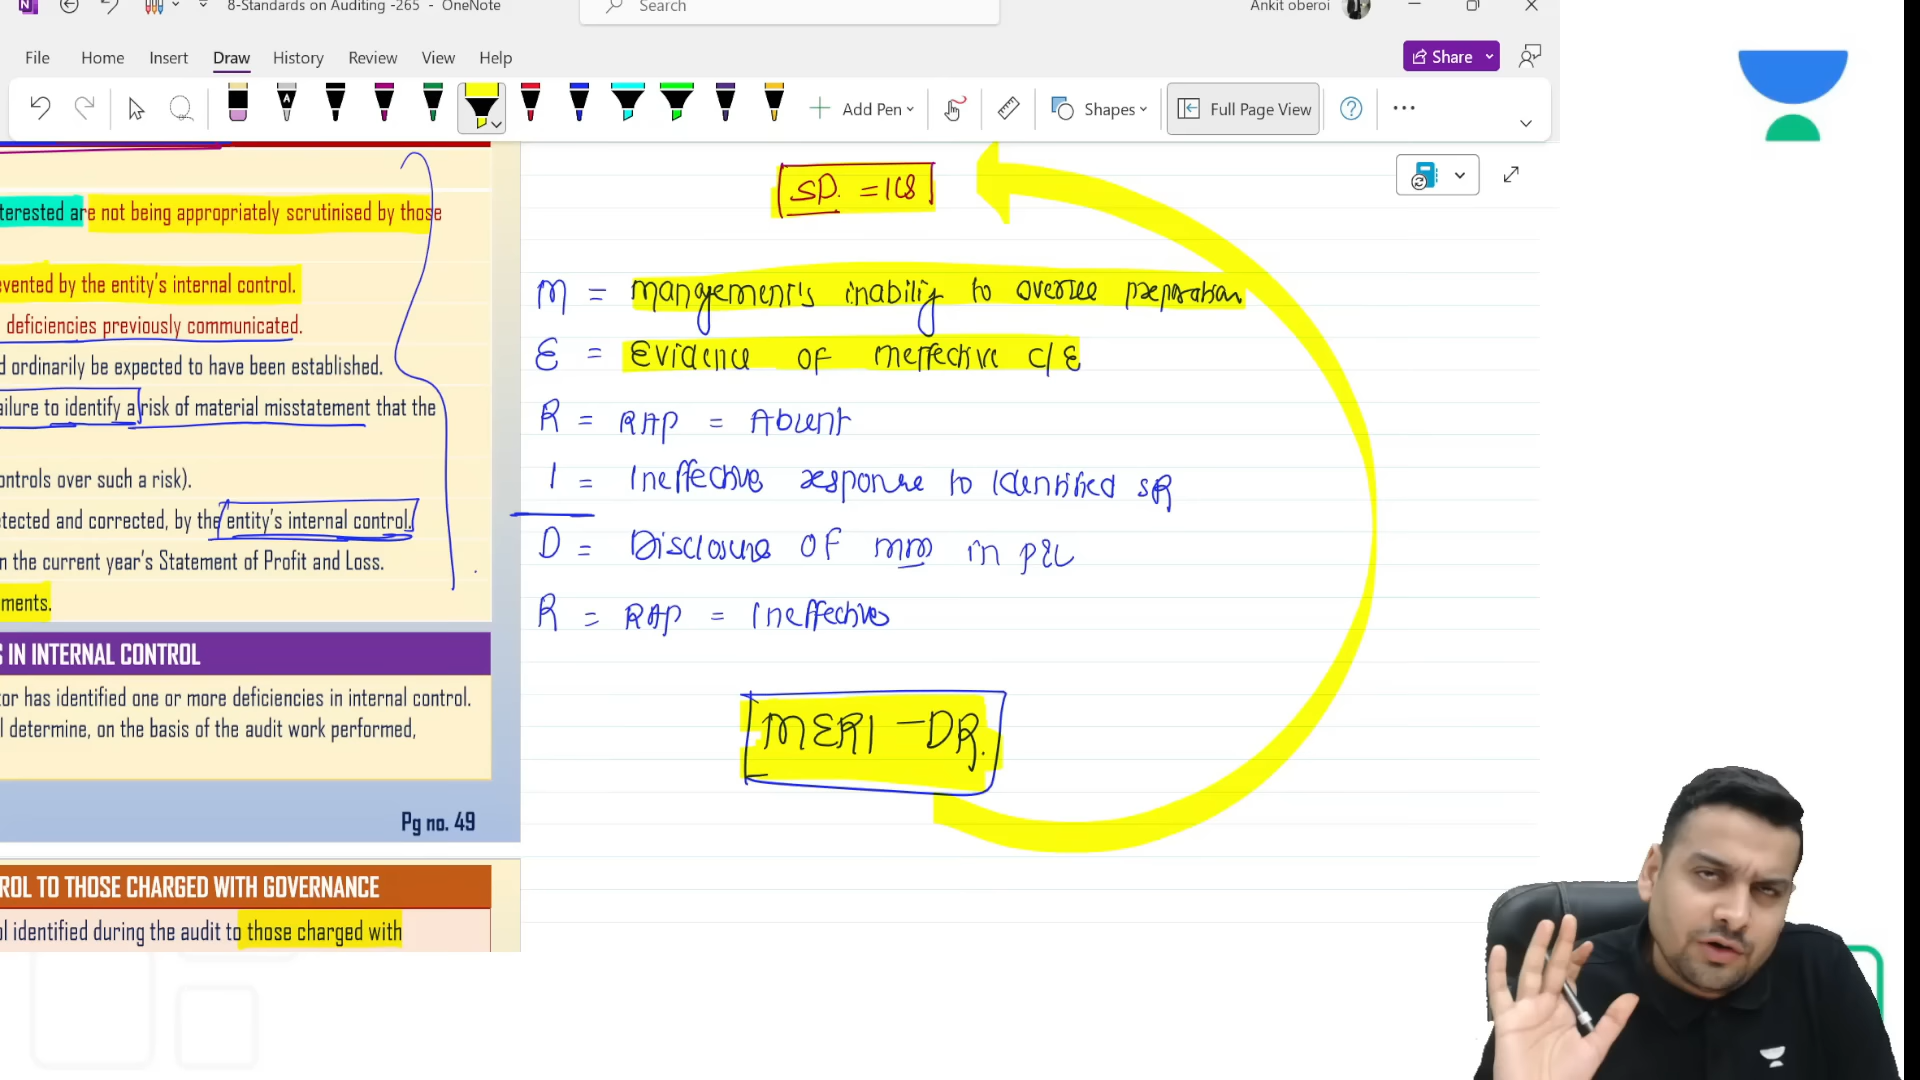 8-Standards on Auditing -265 - OneNote
Search
Ankit oberoi
File Home Insert Draw History Review View Help
Share
Add Pen
Shapes
Full Page View
terested are not being appropriately scrutinised by those
evented by the entity's internal control.
deficiencies previously communicated.
d ordinarily be expected to have been established.
ailure to identify a risk of material misstatement that the
ontrols over such a risk).
etected and corrected, by the entity's internal control.
n the current year's Statement of Profit and Loss.
ments.
S IN INTERNAL CONTROL
tor has identified one or more deficiencies in internal control.
l determine, on the basis of the audit work performed,
Pg no. 49
ROL TO THOSE CHARGED WITH GOVERNANCE
ol identified during the audit to those charged with
SD. =
M = mangement's inability to oversee preparation
E = Evidence of ineffective C/E
R = RAP = Absent
I = Ineffective response to Identified SR
D = Disclosure of mm in P&L
R = RAP = Ineffective
MERI - DR.